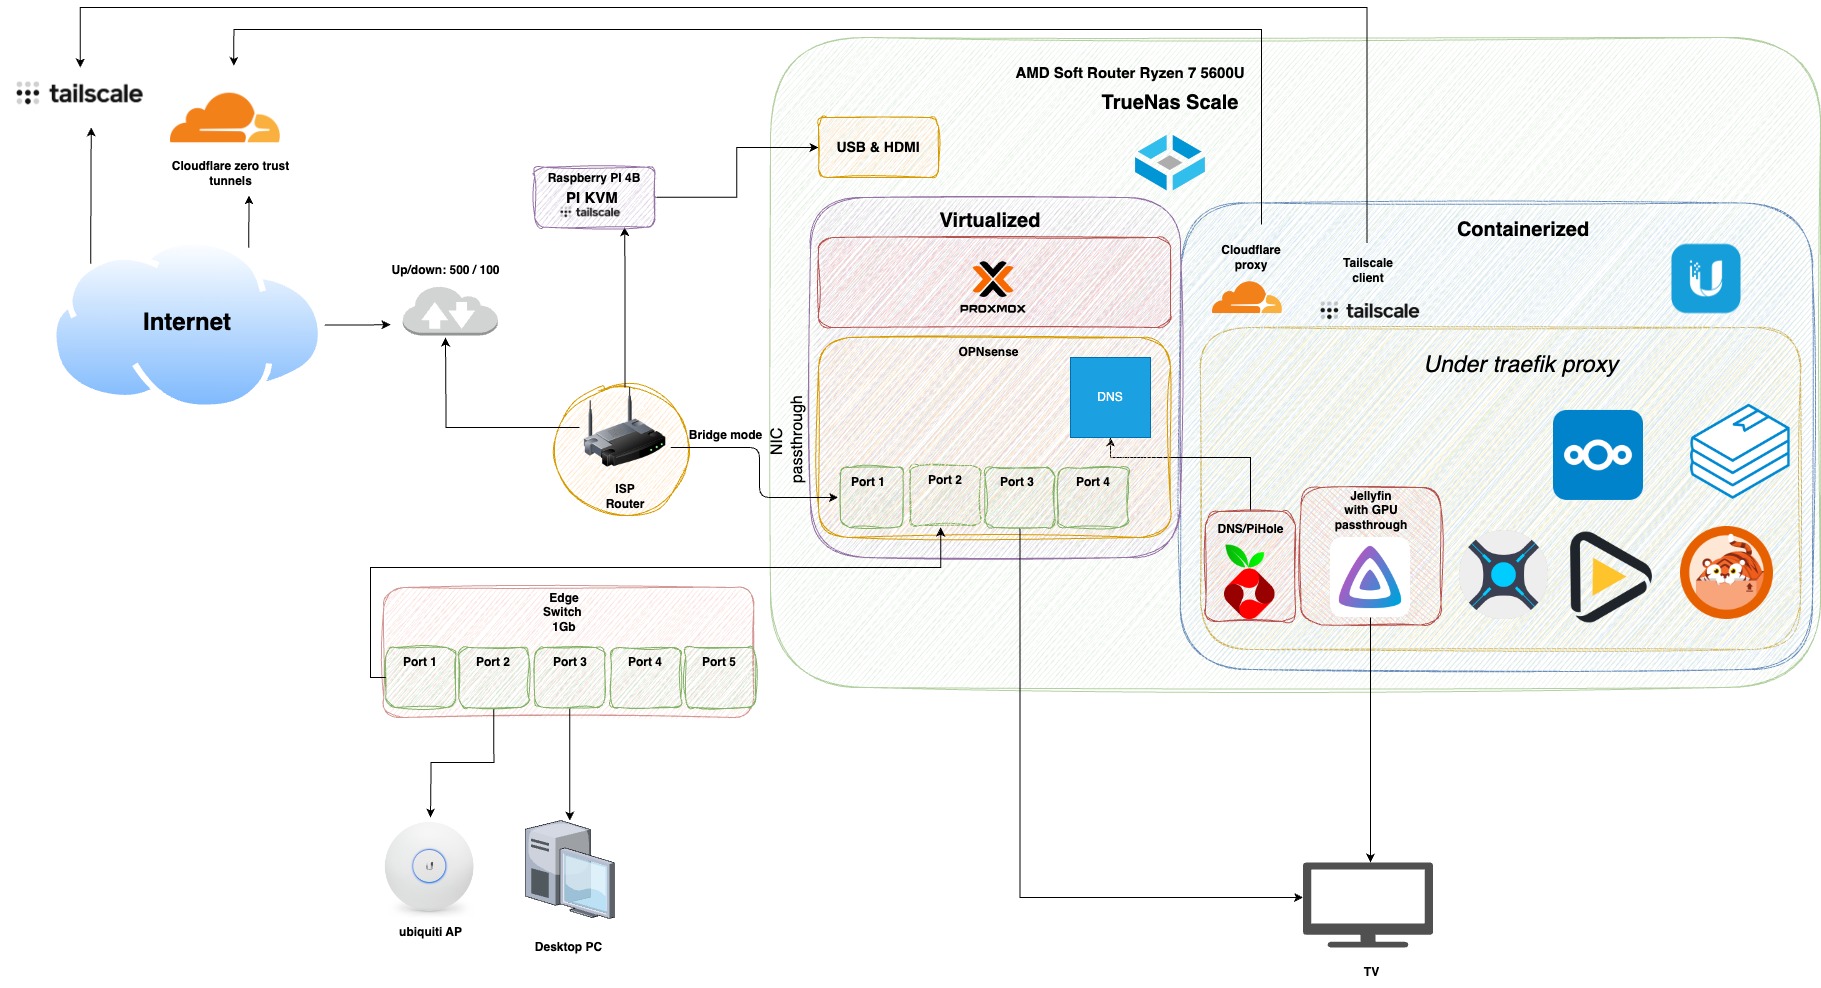 tailscale
Cloudflare zero trust
tunnels
Internet
Up/down: 500 / 100
Raspberry PI 4B
PI KVM
tailscale
USB & HDMI
ISP
Router
Bridge mode
NIC
passthrough
AMD Soft Router Ryzen 7 5600U
TrueNas Scale
Virtualized
PROXMOX
OPNsense
DNS
Port 1
Port 2
Port 3
Port 4
Containerized
Cloudflare
proxy
Tailscale
client
tailscale
U
Under traefik proxy
DNS/PiHole
Jellyfin
with GPU
passthrough
Edge
Switch
1Gb
Port 1
Port 2
Port 3
Port 4
Port 5
ubiquiti AP
Desktop PC
TV